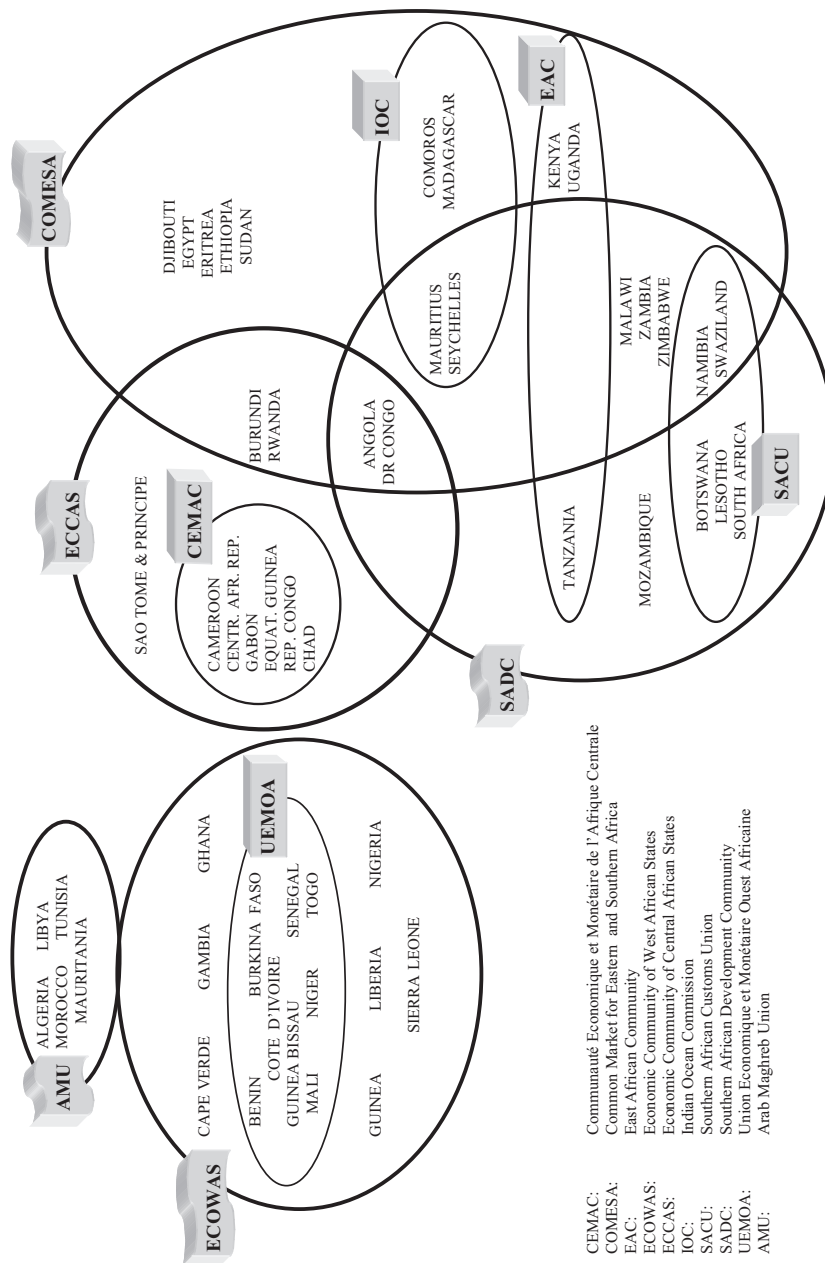 AMU
ALGERIA LIBYA
MOROCCO TUNISIA
MAURITANIA
ECOWAS
CAPE VERDE GAMBIA GHANA
UEMOA
BENIN BURKINA FASO
COTE D'IVOIRE
GUINEA BISSAU SENEGAL
MALI NIGER TOGO
GUINEA LIBERIA NIGERIA
SIERRA LEONE
ECCAS
SAO TOME & PRINCIPE
CEMAC
CAMEROON
CENTR. AFR. REP.
GABON
EQUAT. GUINEA
REP. CONGO
CHAD
BURUNDI
RWANDA
ANGOLA
DR CONGO
COMESA
DJIBOUTI
EGYPT
ERITREA
ETHIOPIA
SUDAN
IOC
MAURITIUS
SEYCHELLES
COMOROS
MADAGASCAR
EAC
TANZANIA
KENYA
UGANDA
SADC
MOZAMBIQUE
MALAWI
ZAMBIA
ZIMBABWE
BOTSWANA
LESOTHO
SOUTH AFRICA
NAMIBIA
SWAZILAND
SACU
CEMAC: Communauté Economique et Monétaire de l'Afrique Centrale
COMESA: Common Market for Eastern and Southern Africa
EAC: East African Community
ECOWAS: Economic Community of West African States
ECCAS: Economic Community of Central African States
IOC: Indian Ocean Commission
SACU: Southern African Customs Union
SADC: Southern African Development Community
UEMOA: Union Economique et Monétaire Ouest Africaine
AMU: Arab Maghreb Union